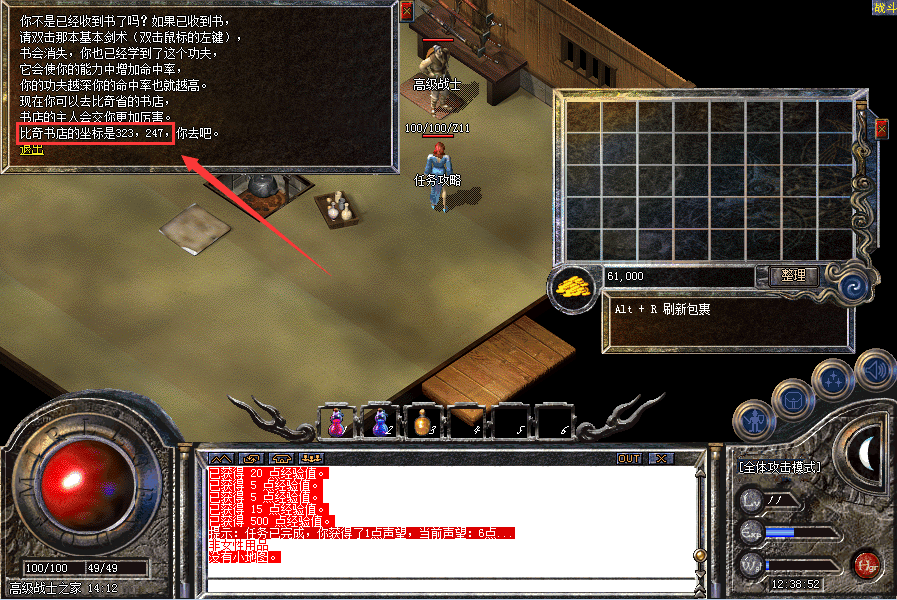 战斗
你不是已经收到书了吗？如果已收到书，
请双击那本基本剑术（双击鼠标的左键），
书会消失，你也已经学到了这个功夫，
它会使你的能力中增加命中率，
你的功夫越深你的命中率也就越高。
现在你可以去比奇省的书店，
书店的主人会交你更加厉害。
比奇书店的坐标是323, 247, 你去吧。
退出
高级战士
100/100/Z11
任务攻略
61,000
整理
Alt + R 刷新包裹
2
3
4
5
6
OUT
已获得 20 点经验值。
已获得 5 点经验值。
已获得 5 点经验值。
已获得 15 点经验值。
已获得 500 点经验值。
提示：任务已完成，你获得了1点声望，当前声望：6点...
非女性用品
没有小地图。
100/100
49/49
高级战士之家 14:12
[全体攻击模式]
Lv
11
Exp
W
12:38:52